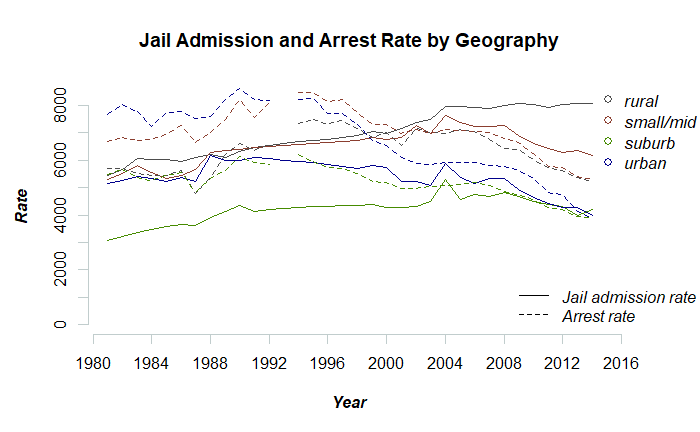 Jail Admission and Arrest Rate by Geography
rural
small/mid
suburb
urban
Rate
8000
6000
4000
2000
0
Jail admission rate
Arrest rate
1980 1984 1988 1992 1996 2000 2004 2008 2012 2016
Year